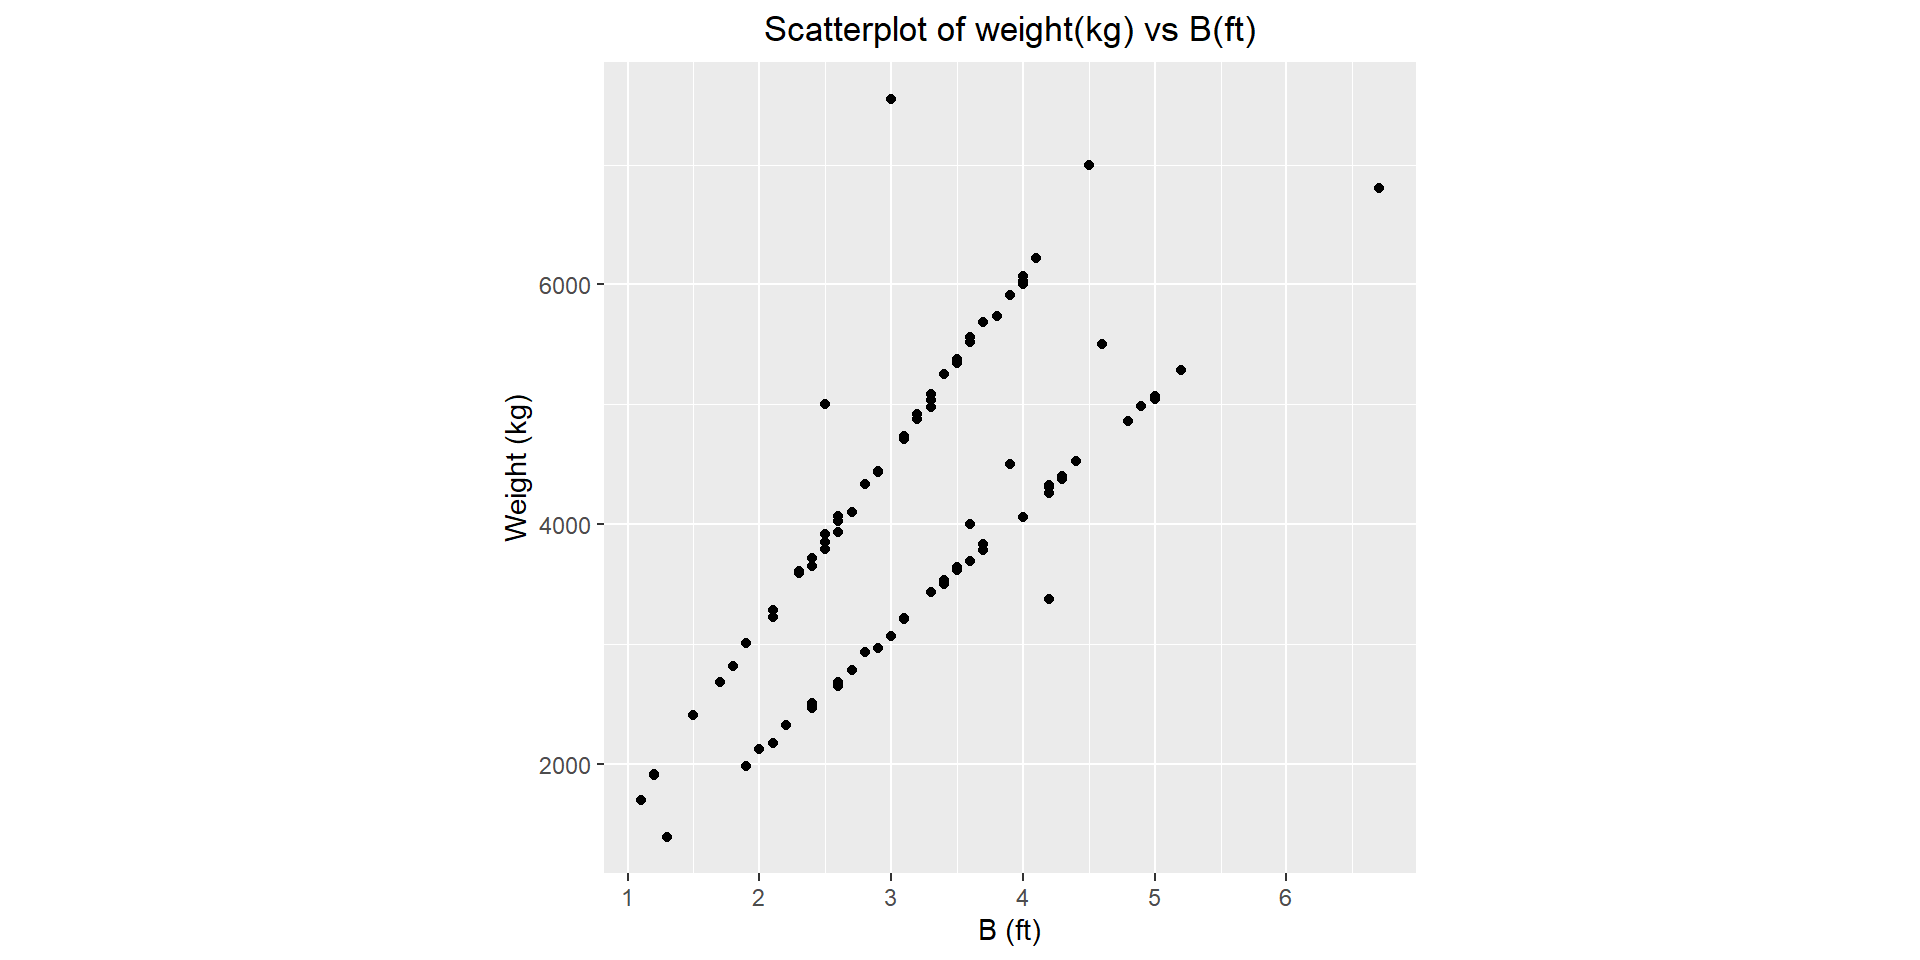 Scatterplot of weight(kg) vs B(ft)
Weight (kg)
6000
4000
2000
1 2 3 4 5 6
B (ft)